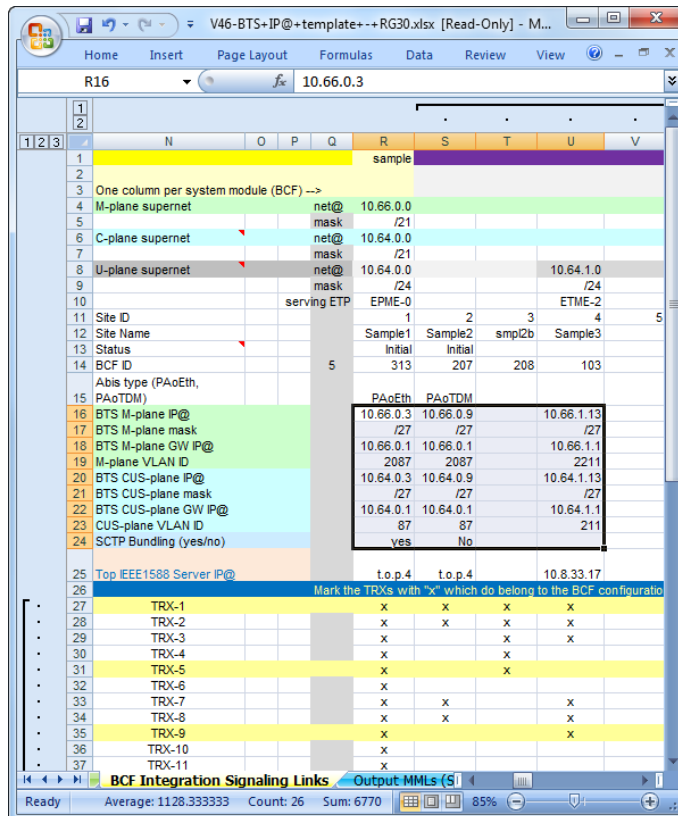 V46-BTS+IP@+template+-+RG30.xlsx [Read-Only] - M...
Home Insert Page Layout Formulas Data Review View
R16 fx 10.66.0.3
1
2
1 2 3 N O P Q R S T U V
1 sample
2
3 One column per system module (BCF) -->
4 M-plane supernet net@ 10.66.0.0
5 mask /21
6 C-plane supernet net@ 10.64.0.0
7 mask /21
8 U-plane supernet net@ 10.64.0.0 10.64.1.0
9 mask /24 /24
10 serving ETP EPME-0 ETME-2
11 Site ID 1 2 3 4 5
12 Site Name Sample1 Sample2 smpl2b Sample3
13 Status Initial Initial
14 BCF ID 5 313 207 208 103
Abis type (PAoEth,
15 PAoTDM) PAoEth PAoTDM
16 BTS M-plane IP@ 10.66.0.3 10.66.0.9 10.66.1.13
17 BTS M-plane mask /27 /27 /27
18 BTS M-plane GW IP@ 10.66.0.1 10.66.0.1 10.66.1.1
19 M-plane VLAN ID 2087 2087 2211
20 BTS CUS-plane IP@ 10.64.0.3 10.64.0.9 10.64.1.13
21 BTS CUS-plane mask /27 /27 /27
22 BTS CUS-plane GW IP@ 10.64.0.1 10.64.0.1 10.64.1.1
23 CUS-plane VLAN ID 87 87 211
24 SCTP Bundling (yes/no) yes No
25 Top IEEE1588 Server IP@ t.o.p.4 t.o.p.4 10.8.33.17
26 Mark the TRXs with "x" which do belong to the BCF configuratio
27 TRX-1 x x x x
28 TRX-2 x x x x
29 TRX-3 x x x
30 TRX-4 x x
31 TRX-5 x x
32 TRX-6 x
33 TRX-7 x x x
34 TRX-8 x x x
35 TRX-9 x x
36 TRX-10 x
37 TRX-11 x
BCF Integration Signaling Links Output MMLs (S
Ready Average: 1128.333333 Count: 26 Sum: 6770 85%